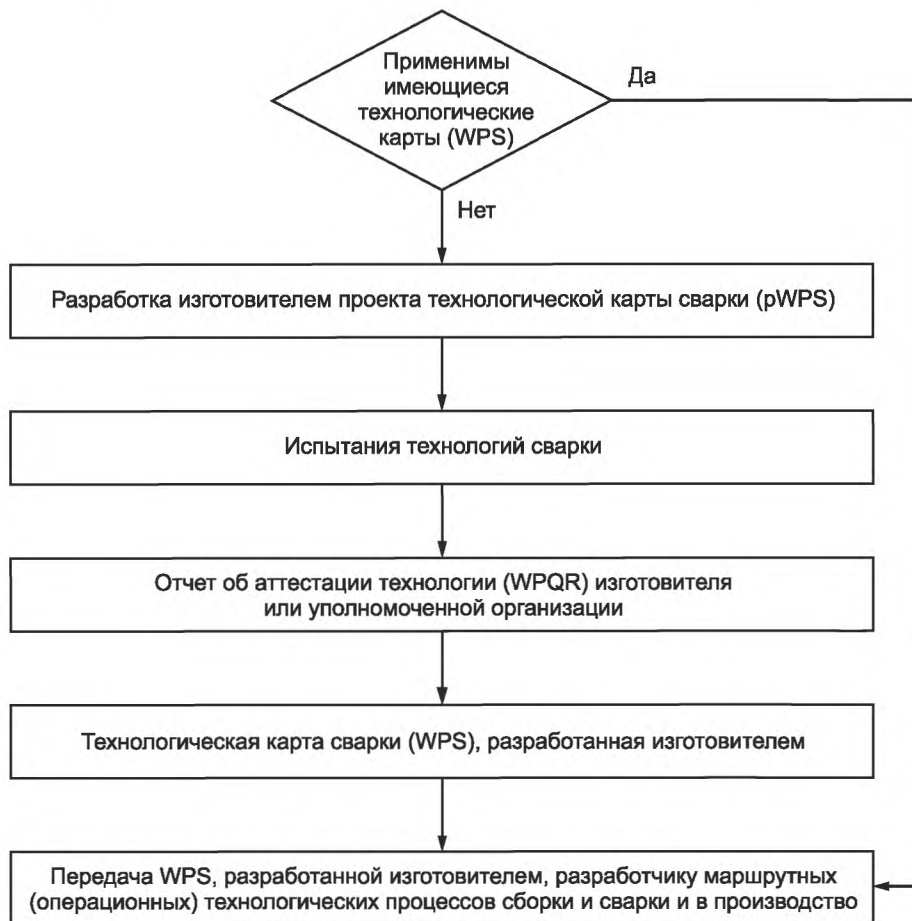 Применимы
имеющиеся
технологические
карты (WPS)
Да
Нет
Разработка изготовителем проекта технологической карты сварки (pWPS)
Испытания технологий сварки
Отчет об аттестации технологии (WPQR) изготовителя
или уполномоченной организации
Технологическая карта сварки (WPS), разработанная изготовителем
Передача WPS, разработанной изготовителем, разработчику маршрутных
(операционных) технологических процессов сборки и сварки и в производство